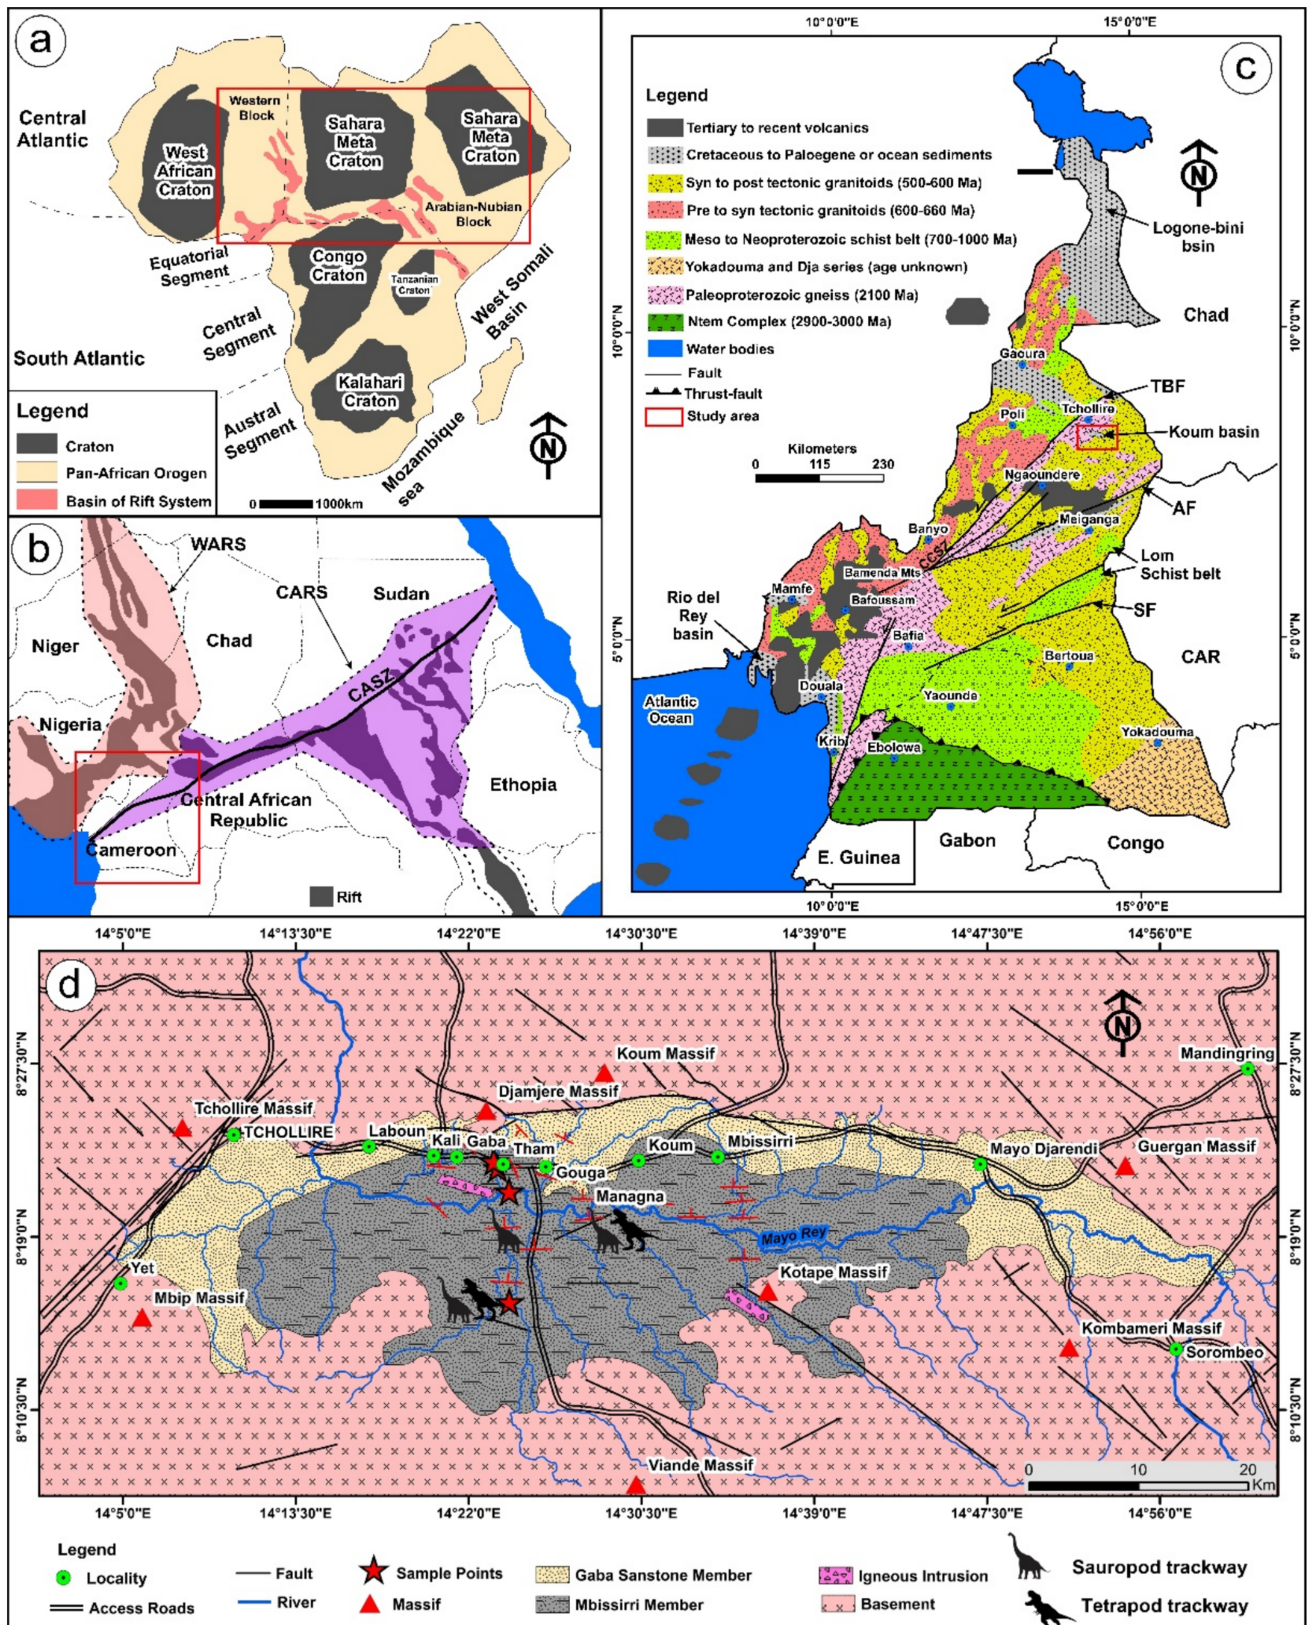 a
Central
Atlantic
Western
Block
West
African
Craton
Sahara
Meta
Craton
Sahara
Meta
Craton
Arabian-Nubian
Block
Equatorial
Segment
Congo
Craton
Tanzanian
Craton
West Somali
Basin
Central
Segment
South Atlantic
Kalahari
Craton
Austral
Segment
Mozambique
sea
N
Legend
Craton
Pan-African Orogen
Basin of Rift System
0 1000km
b
WARS
CARS
Sudan
Niger
Chad
CASZ
Nigeria
Central African
Republic
Ethopia
Cameroon
Rift
10°0'0"E 15°0'0"E
c
Legend
Tertiary to recent volcanics
Cretaceous to Paloegene or ocean sediments
Syn to post tectonic granitoids (500-600 Ma)
Pre to syn tectonic granitoids (600-660 Ma)
Meso to Neoproterozoic schist belt (700-1000 Ma)
Yokadouma and Dja series (age unknown)
Paleoproterozoic gneiss (2100 Ma)
Ntem Complex (2900-3000 Ma)
Water bodies
Fault
Thrust-fault
Study area
Kilometers
0 115 230
N
Logone-bini
bsin
Chad
10°0'0"N
10°0'0"N
Gaoura
TBF
Tchollire
Poli
Koum basin
Ngaoundere
AF
Meiganga
Banyo
CCSZ
Lom
Schist belt
Bamenda Mts
Mamfe
Bafoussam
Rio del
Rey
basin
SF
5°0'0"N
5°0'0"N
Bafia
Bertoua
CAR
Douala
Yaounde
Atlantic
Ocean
Kribi
Ebolowa
Yokadouma
E. Guinea
Gabon
Congo
10°0'0"E 15°0'0"E
14°5'0"E 14°13'30"E 14°22'0"E 14°30'30"E 14°39'0"E 14°47'30"E 14°56'0"E
d
N
8°27'30"N
8°27'30"N
Koum Massif
Mandingring
Djamjere Massif
Tchollire Massif
TCHOLLIRE
Laboun
Kali
Gaba
Tham
Gouga
Koum
Mbissirri
Mayo Djarendi
Guergan Massif
Managna
8°19'0"N
8°19'0"N
Mayo Rey
Yet
Kotape Massif
Mbip Massif
Kombameri Massif
Sorombeo
8°10'30"N
8°10'30"N
Viande Massif
0 10 20
Km
14°5'0"E 14°13'30"E 14°22'0"E 14°30'30"E 14°39'0"E 14°47'30"E 14°56'0"E
Legend
Locality
Access Roads
Fault
River
Sample Points
Massif
Gaba Sanstone Member
Mbissirri Member
Igneous Intrusion
Basement
Sauropod trackway
Tetrapod trackway